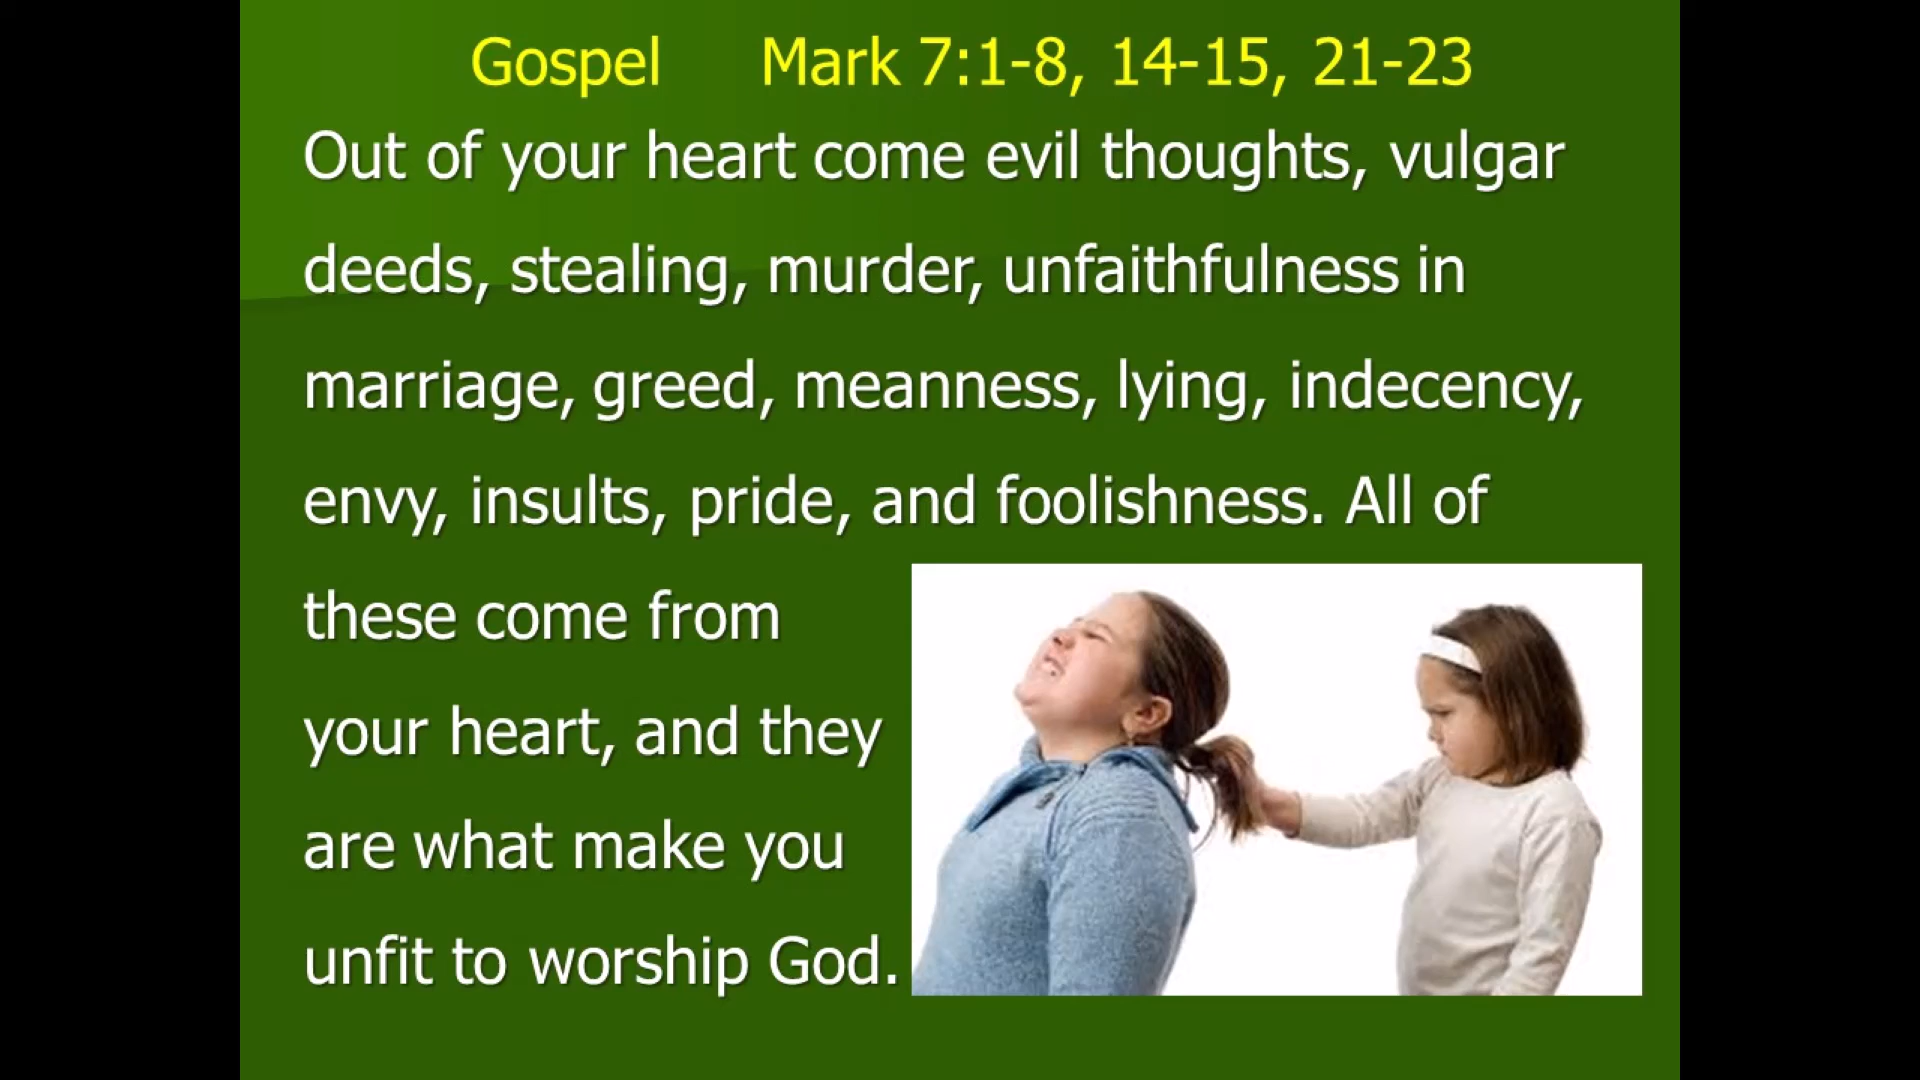 Gospel Mark 7:1-8, 14-15, 21-23
Out of your heart come evil thoughts, vulgar
deeds, stealing, murder, unfaithfulness in
marriage, greed, meanness, lying, indecency,
envy, insults, pride, and foolishness. All of
these come from
your heart, and they
are what make you
unfit to worship God.